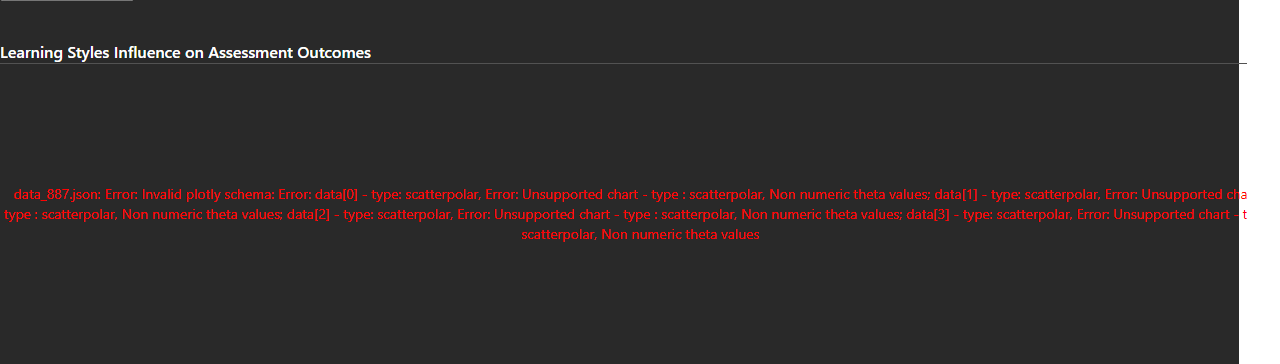 Learning Styles Influence on Assessment Outcomes
data_887.json: Error: Invalid plotly schema: Error: data[0] - type: scatterpolar, Error: Unsupported chart - type : scatterpolar, Non numeric theta values; data[1] - type: scatterpolar, Error: Unsupported cha
type : scatterpolar, Non numeric theta values; data[2] - type: scatterpolar, Error: Unsupported chart - type : scatterpolar, Non numeric theta values; data[3] - type: scatterpolar, Error: Unsupported chart - t
scatterpolar, Non numeric theta values